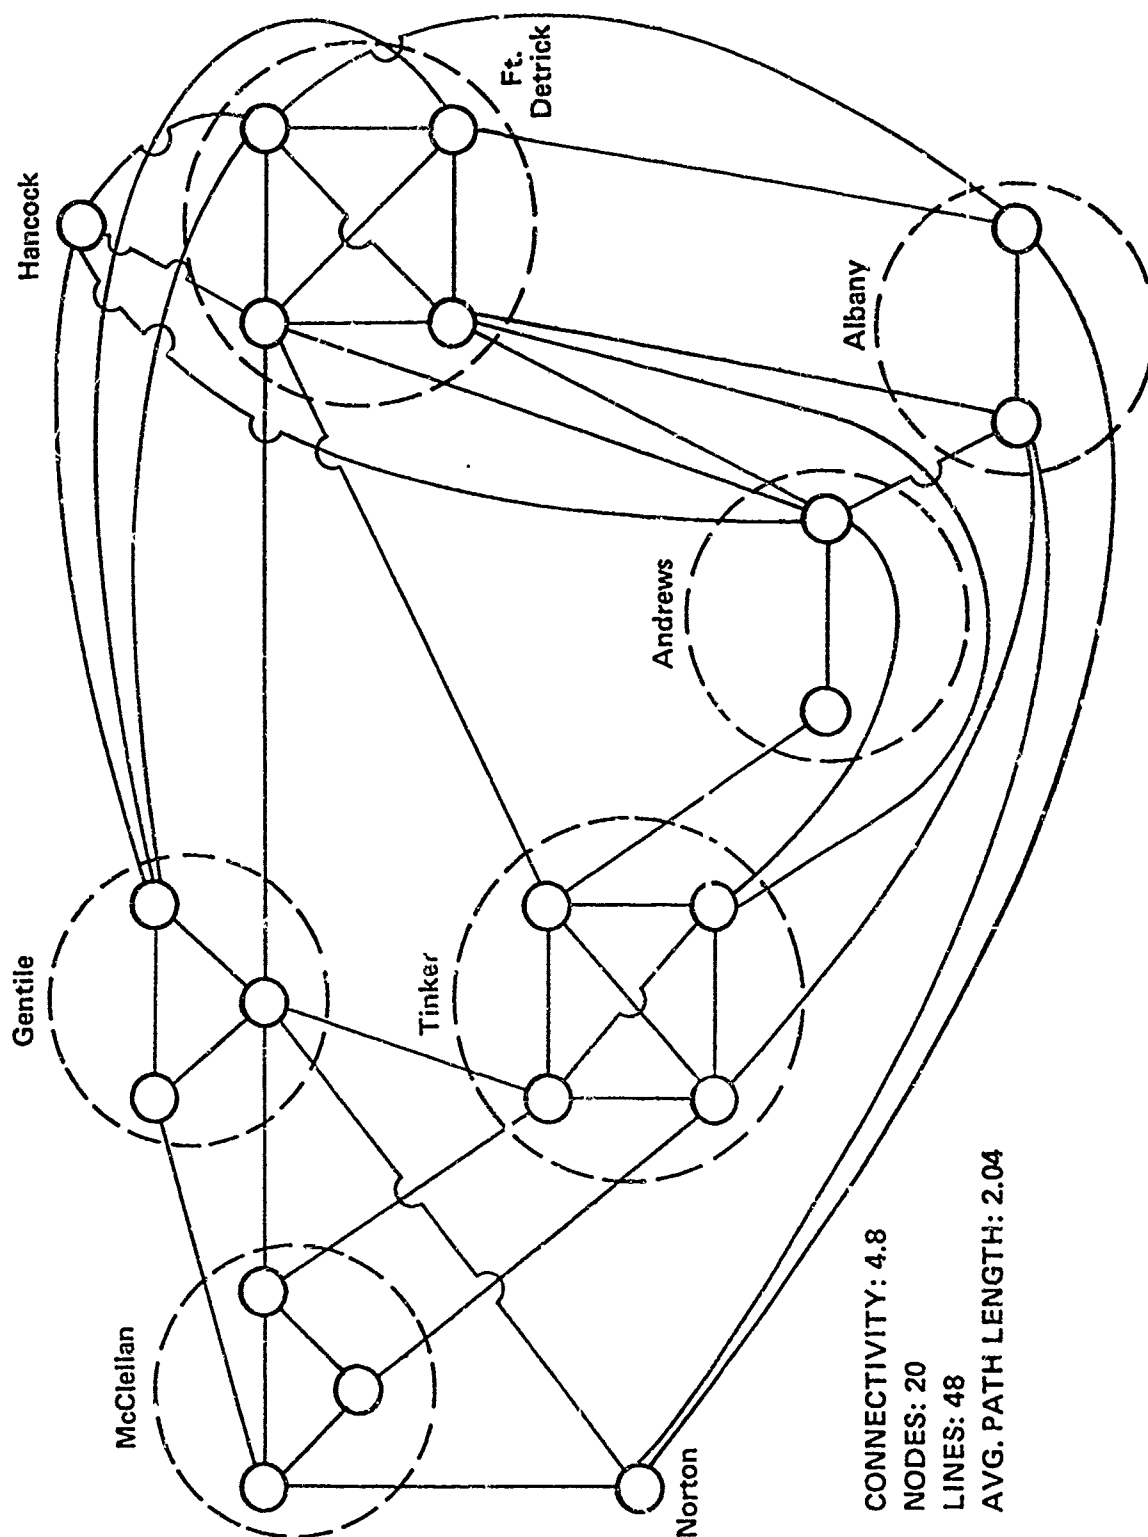 Hancock
Ft.
Detrick
Gentile
Albany
McClellan
Tinker
Andrews
Norton
CONNECTIVITY: 4.8
NODES: 20
LINES: 48
AVG. PATH LENGTH: 2.04